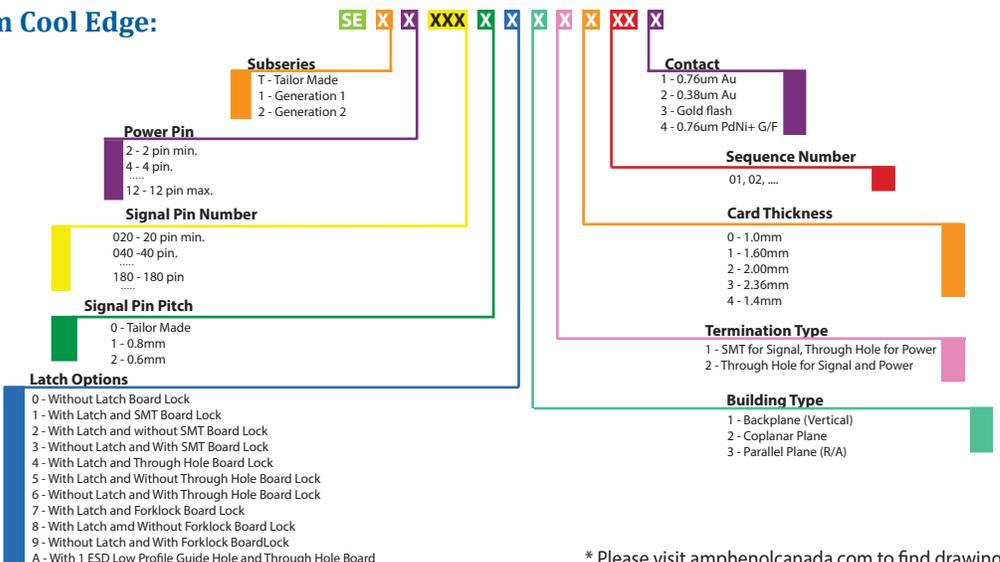 m Cool Edge:
SE X X XXX X X X X X XX X
Subseries
T - Tailor Made
1 - Generation 1
2 - Generation 2
Power Pin
2 - 2 pin min.
4 - 4 pin.
.....
12 - 12 pin max.
Signal Pin Number
020 - 20 pin min.
040 -40 pin.
.....
180 - 180 pin
.....
Signal Pin Pitch
0 - Tailor Made
1 - 0.8mm
2 - 0.6mm
Latch Options
0 - Without Latch Board Lock
1 - With Latch and SMT Board Lock
2 - With Latch and without SMT Board Lock
3 - Without Latch and With SMT Board Lock
4 - With Latch and Through Hole Board Lock
5 - With Latch and Without Through Hole Board Lock
6 - Without Latch and With Through Hole Board Lock
7 - With Latch and Forklock Board Lock
8 - With Latch amd Without Forklock BoardLock
9 - Without Latch and With Forklock BoardLock
A - With 1 ESD Low Profile Guide Hole and Through Hole Board
Contact
1 - 0.76um Au
2 - 0.38um Au
3 - Gold flash
4 - 0.76um PdNi+ G/F
Sequence Number
01, 02, ....
Card Thickness
0 - 1.0mm
1 - 1.60mm
2 - 2.00mm
3 - 2.36mm
4 - 1.4mm
Termination Type
1 - SMT for Signal, Through Hole for Power
2 - Through Hole for Signal and Power
Building Type
1 - Backplane (Vertical)
2 - Coplanar Plane
3 - Parallel Plane (R/A)
* Please visit amphenolcanada.com to find drawing